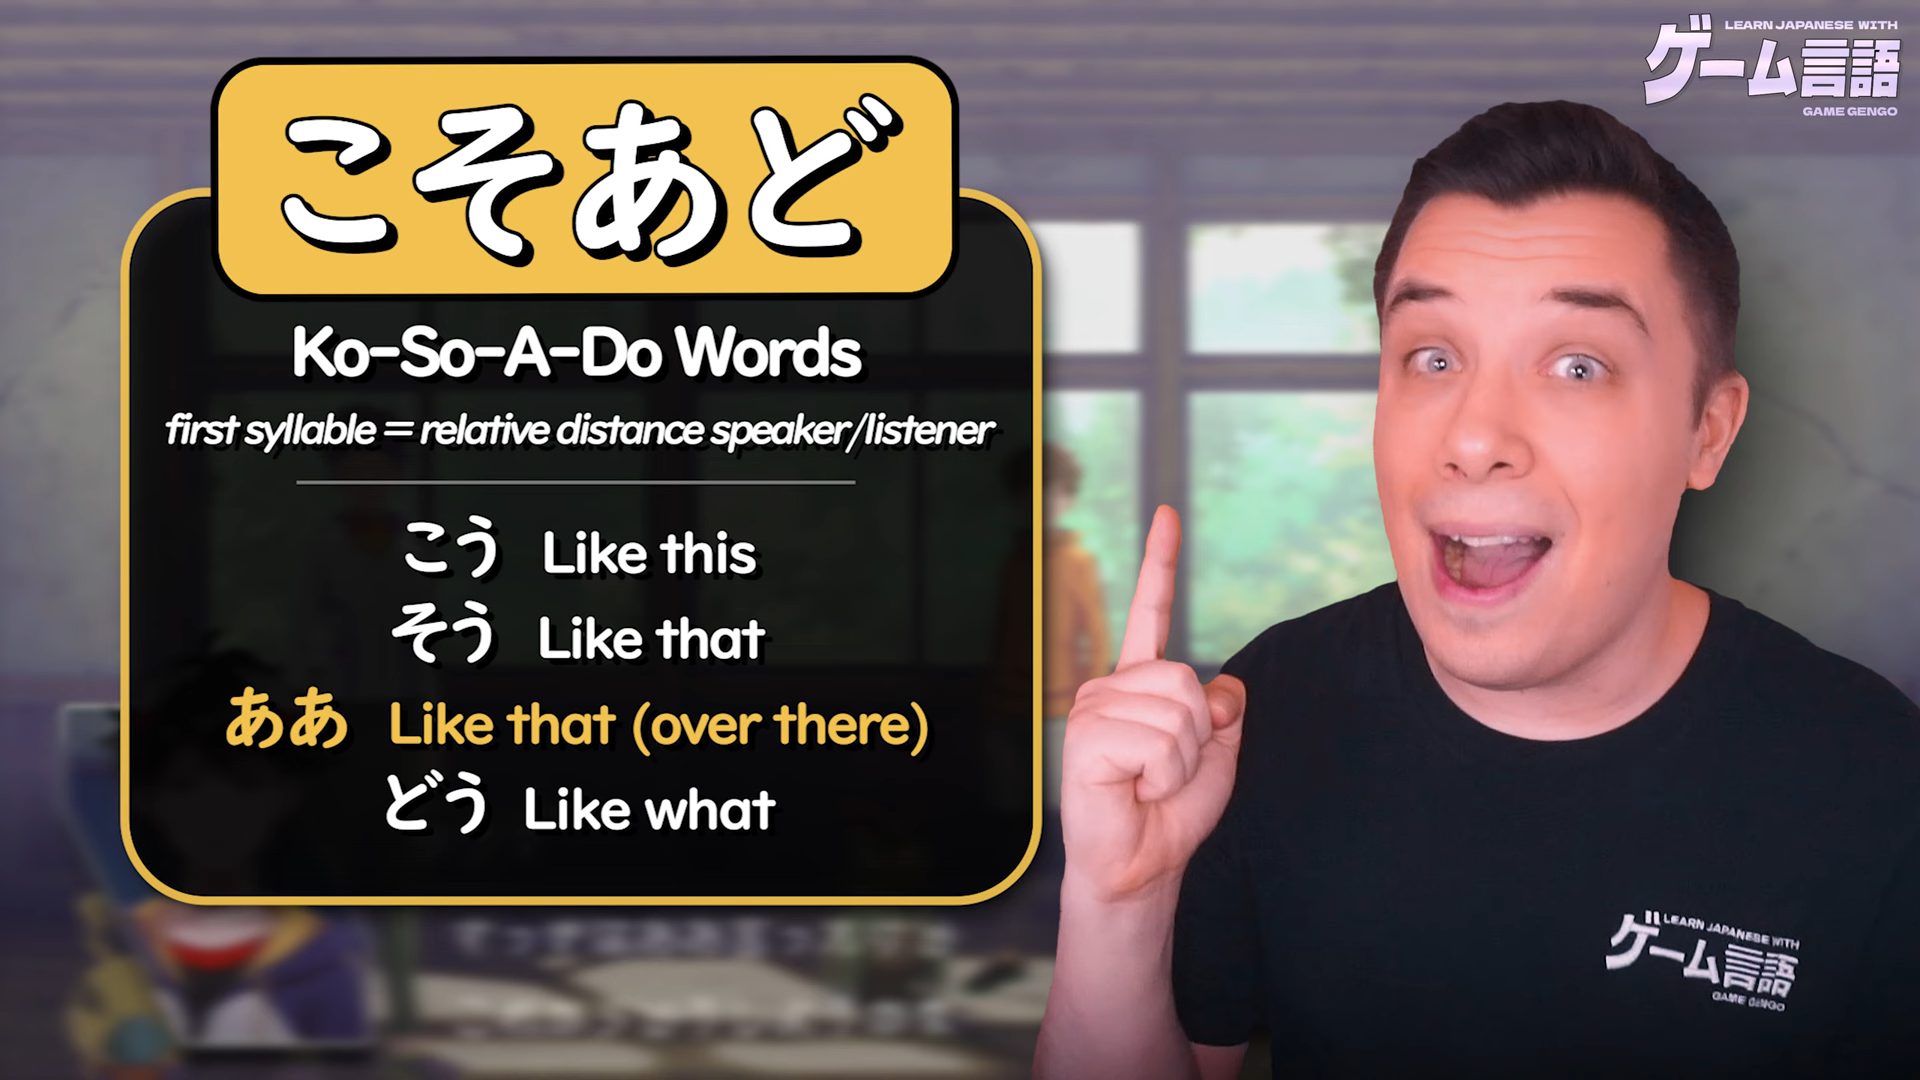 LEARN JAPANESE WITH
ゲーム言語
GAME GENGO
こそあど
Ko-So-A-Do Words
first syllable = relative distance speaker/listener
こう Like this
そう Like that
ああ Like that (over there)
どう Like what
LEARN JAPANESE WITH
ゲーム言語
GAME GENGO